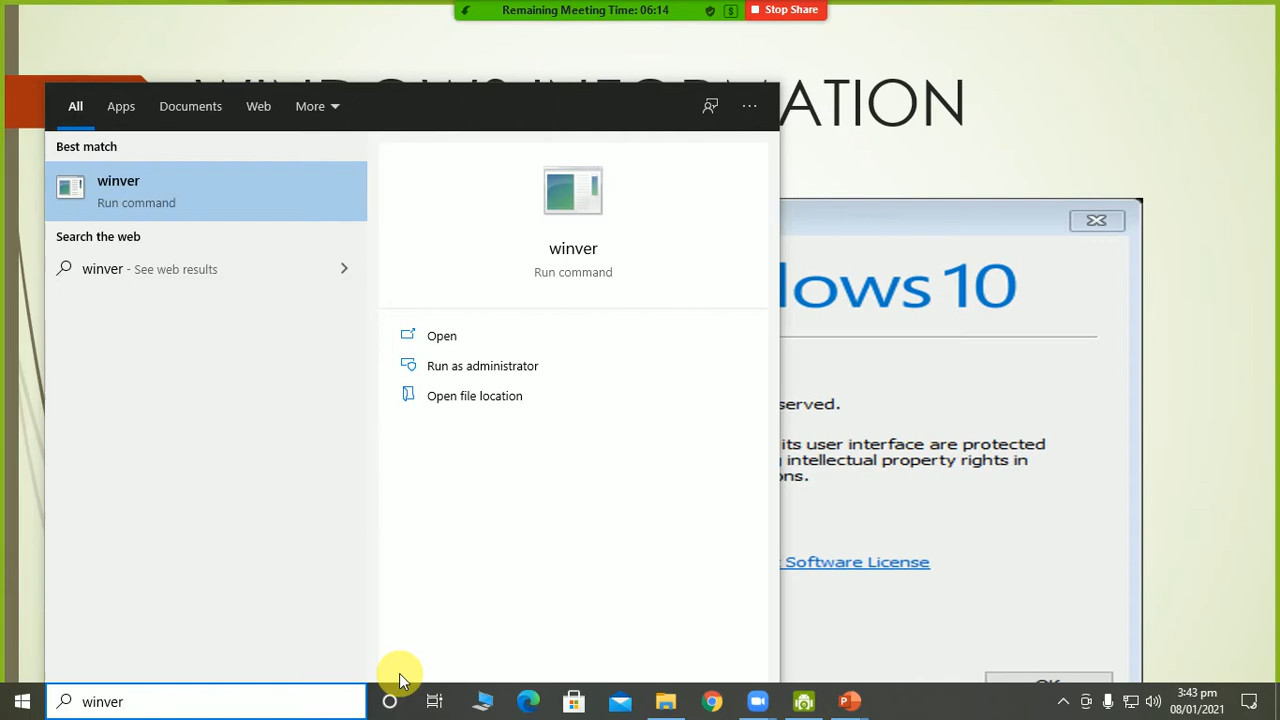 Remaining Meeting Time: 06:14
Stop Share
ATION
All Apps Documents Web More
Best match
winver
Run command
Search the web
winver - See web results
winver
Run command
Open
Run as administrator
Open file location
lows 10
served.
its user interface are protected
intellectual property rights in
ons.
Software License
winver
3:43 pm
08/01/2021